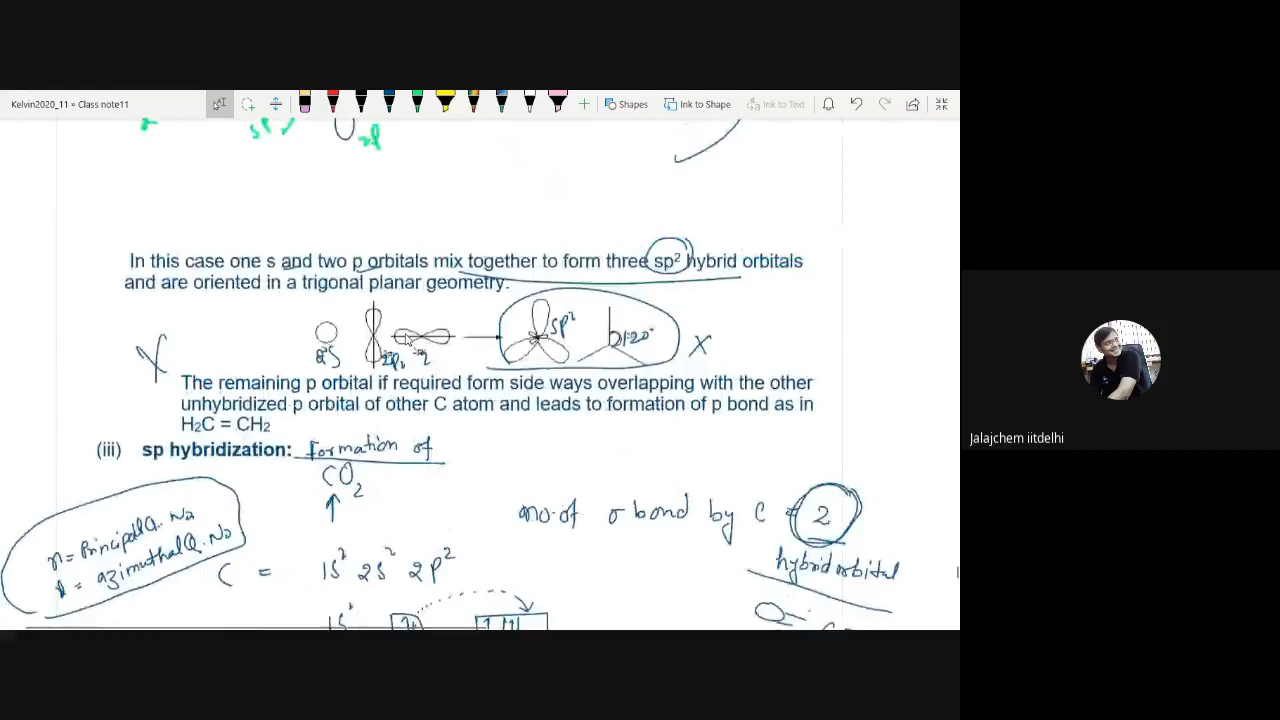 Kelvin2020_11 » Class note11
Shapes
Ink to Shape
Ink to Text
In this case one s and two p orbitals mix together to form three sp² hybrid orbitals
and are oriented in a trigonal planar geometry.
2S
sp²
120°
The remaining p orbital if required form side ways overlapping with the other
unhybridized p orbital of other C atom and leads to formation of p bond as in
H₂C = CH₂
(iii) sp hybridization: formation of
CO₂
no. of σ bond by C = 2
hybrid orbital
n = Principal Q. No
l = azimuthal Q. No
C = 1s² 2s² 2p²
1s²
Jalajchem iitdelhi